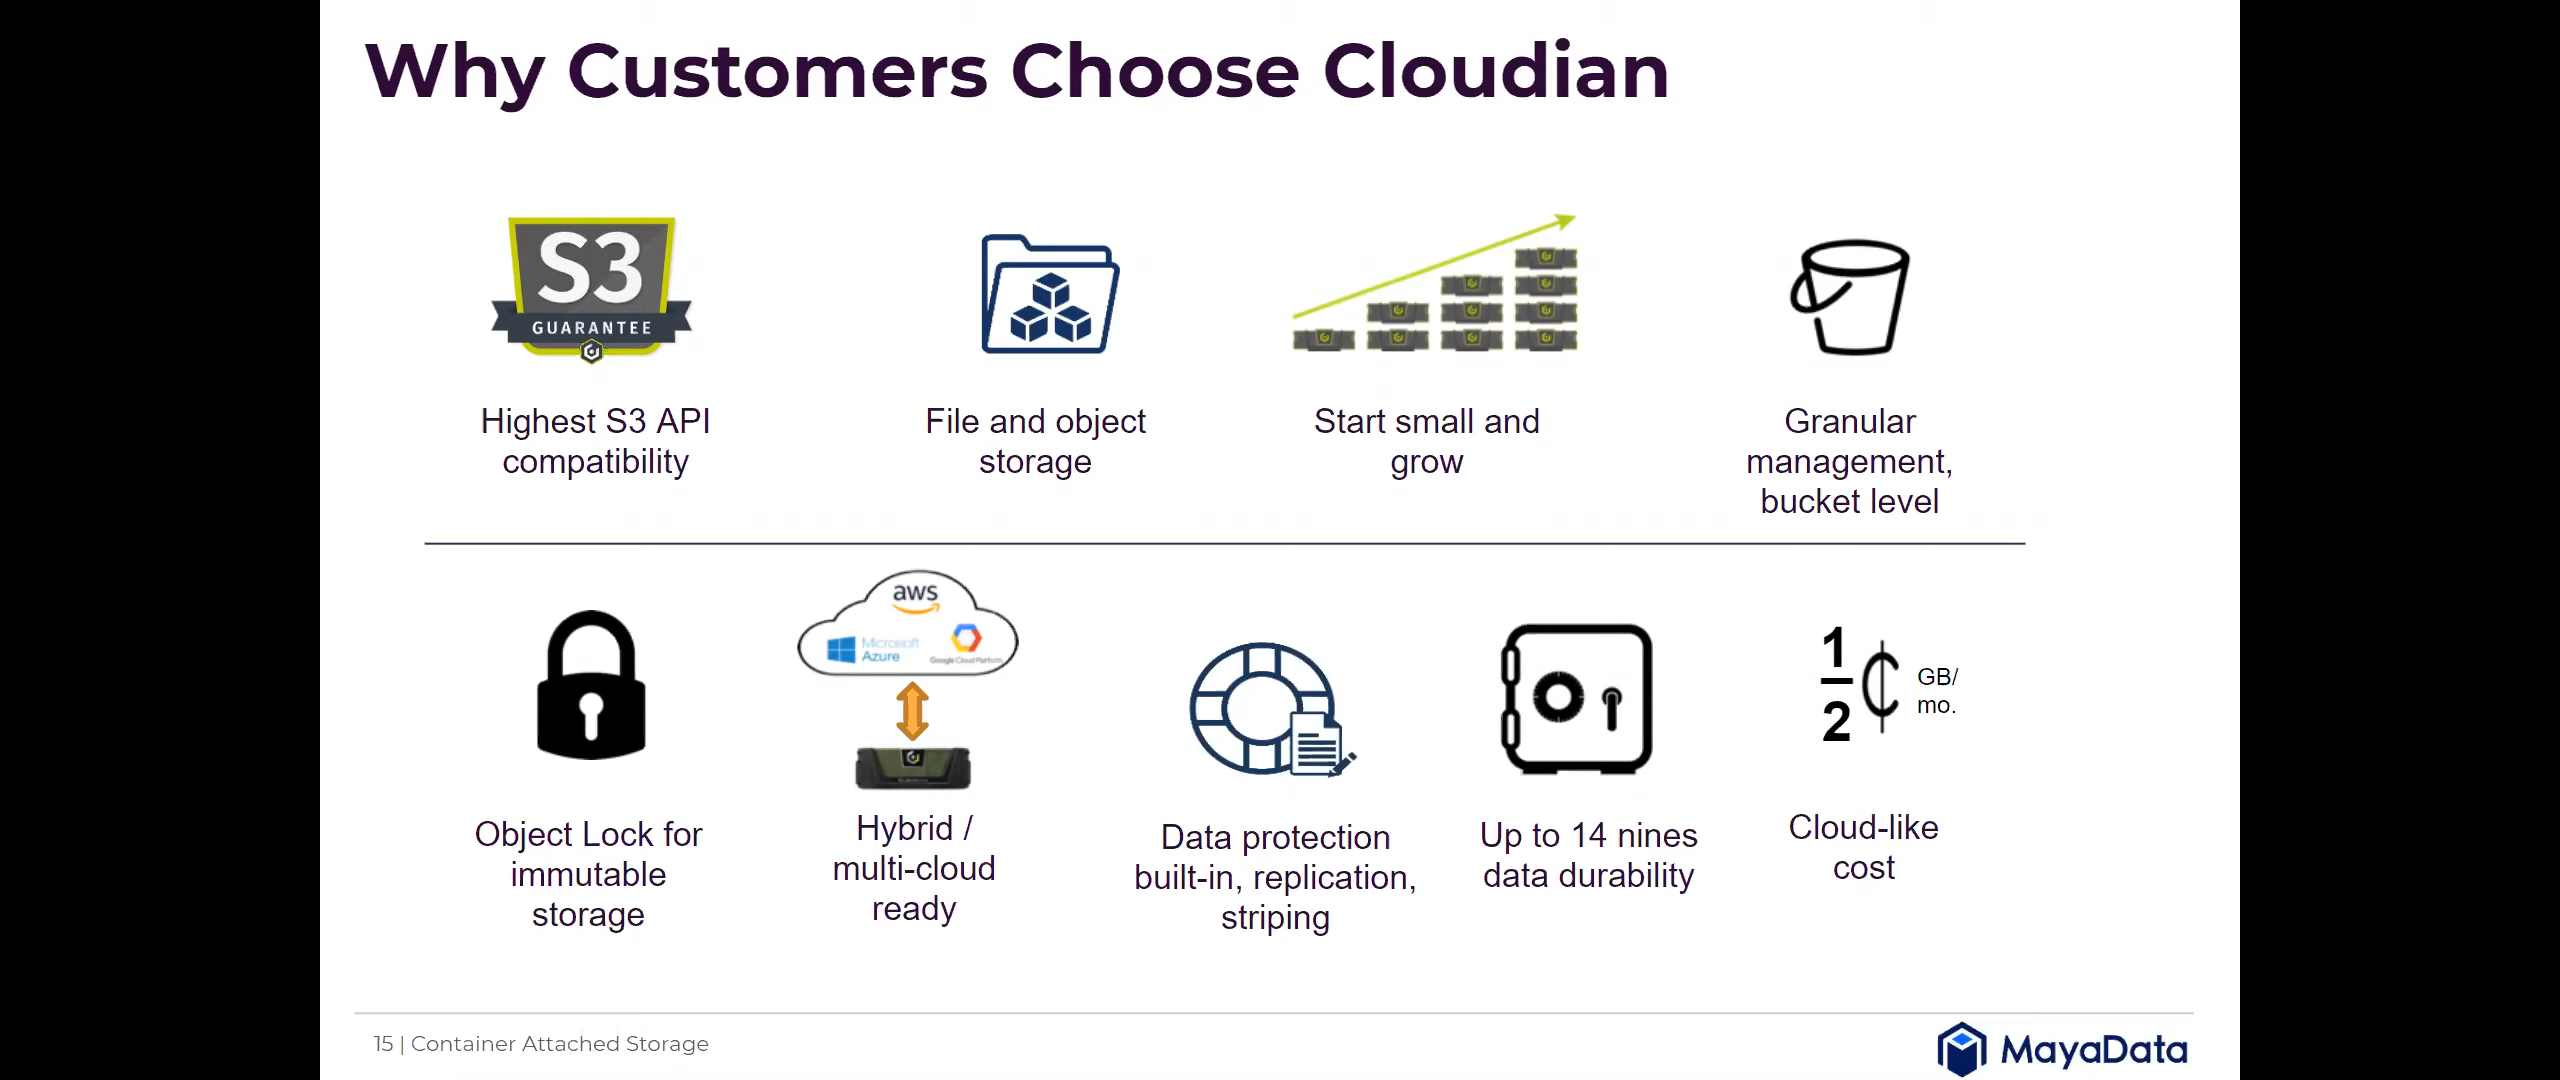 Why Customers Choose Cloudian
S3
GUARANTEE
Highest S3 API
compatibility
File and object
storage
Start small and
grow
Granular
management,
bucket level
aws
Microsoft
Azure
Google Cloud Platform
Object Lock for
immutable
storage
Hybrid /
multi-cloud
ready
Data protection
built-in, replication,
striping
Up to 14 nines
data durability
1
2
¢
GB/
mo.
Cloud-like
cost
15 | Container Attached Storage
MayaData